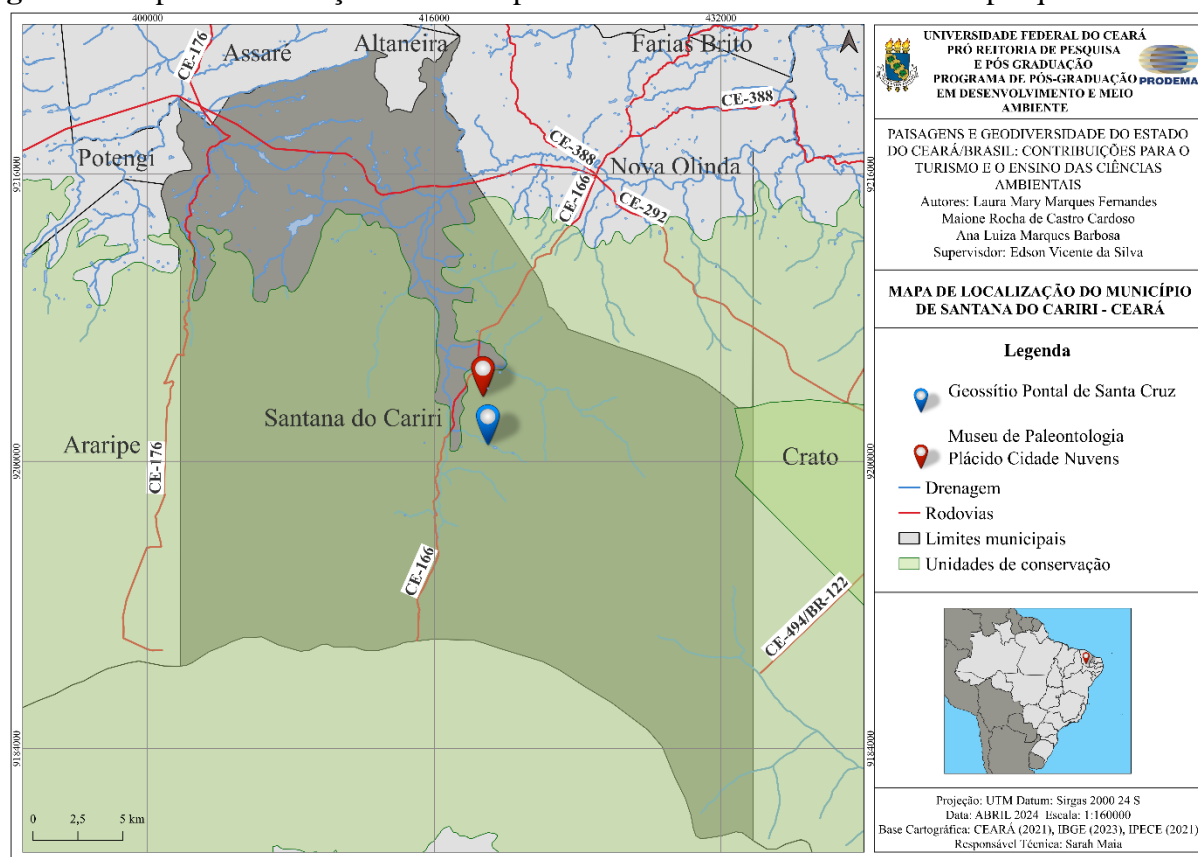 400000
416000
432000
CE-176
Assaré
Altaneira
Farias Brito
CE-388
CE-388
Potengi
Nova Olinda
9216000
9216000
CE-166
CE-292
Santana do Cariri
Araripe
CE-176
Crato
9200000
9200000
CE-166
CE-494/BR-122
9184000
9184000
0 2,5 5 km
UNIVERSIDADE FEDERAL DO CEARÁ
PRÓ REITORIA DE PESQUISA
E PÓS GRADUAÇÃO
PROGRAMA DE PÓS-GRADUAÇÃO
EM DESENVOLVIMENTO E MEIO
AMBIENTE
PRODEMA
PAISAGENS E GEODIVERSIDADE DO ESTADO
DO CEARÁ/BRASIL: CONTRIBUIÇÕES PARA O
TURISMO E O ENSINO DAS CIÊNCIAS
AMBIENTAIS
Autores: Laura Mary Marques Fernandes
Maione Rocha de Castro Cardoso
Ana Luiza Marques Barbosa
Supervisdor: Edson Vicente da Silva
MAPA DE LOCALIZAÇÃO DO MUNICÍPIO
DE SANTANA DO CARIRI - CEARÁ
Legenda
Geossítio Pontal de Santa Cruz
Museu de Paleontologia
Plácido Cidade Nuvens
Drenagem
Rodovias
Limites municipais
Unidades de conservação
Projeção: UTM Datum: Sirgas 2000 24 S
Data: ABRIL 2024 Escala: 1:160000
Base Cartográfica: CEARÁ (2021), IBGE (2023), IPECE (2021)
Responsável Técnica: Sarah Maia